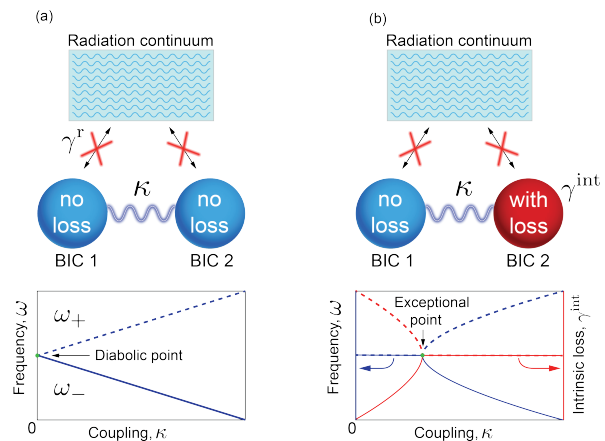 (a)
Radiation continuum
γ^r
κ
no
loss
no
loss
BIC 1
BIC 2
Frequency, ω
ω₊
Diabolic point
ω₋
0
Coupling, κ
(b)
Radiation continuum
κ
γ^int
no
loss
with
loss
BIC 1
BIC 2
Frequency, ω
Exceptional
point
Intrinsic loss, γ^int
0
Coupling, κ